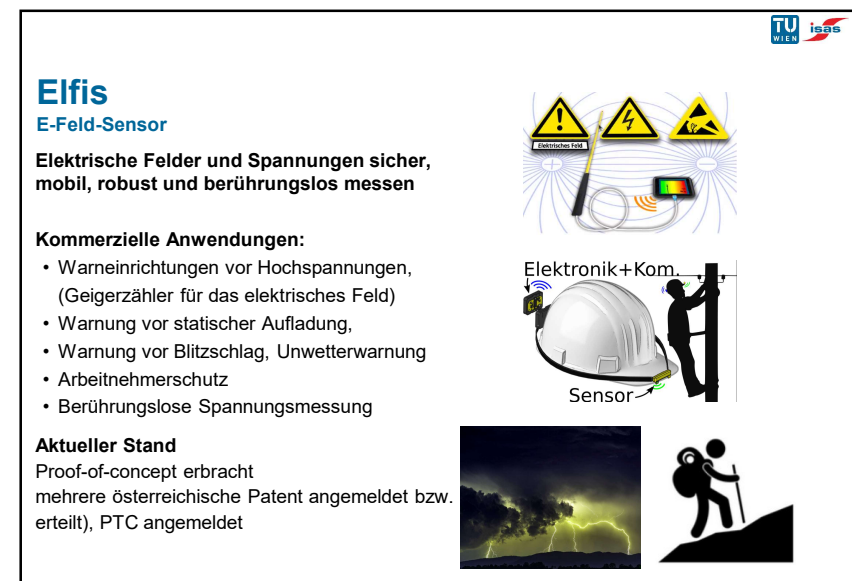 TU
WIEN
isas
Elfis
E-Feld-Sensor
Elektrische Felder und Spannungen sicher,
mobil, robust und berührungslos messen
Kommerzielle Anwendungen:
• Warneinrichtungen vor Hochspannungen,
(Geigerzähler für das elektrisches Feld)
• Warnung vor statischer Aufladung,
• Warnung vor Blitzschlag, Unwetterwarnung
• Arbeitnehmerschutz
• Berührungslose Spannungsmessung
Aktueller Stand
Proof-of-concept erbracht
mehrere österreichische Patent angemeldet bzw.
erteilt), PTC angemeldet
Elektrisches Feld
Elektronik+Kom.
Sensor